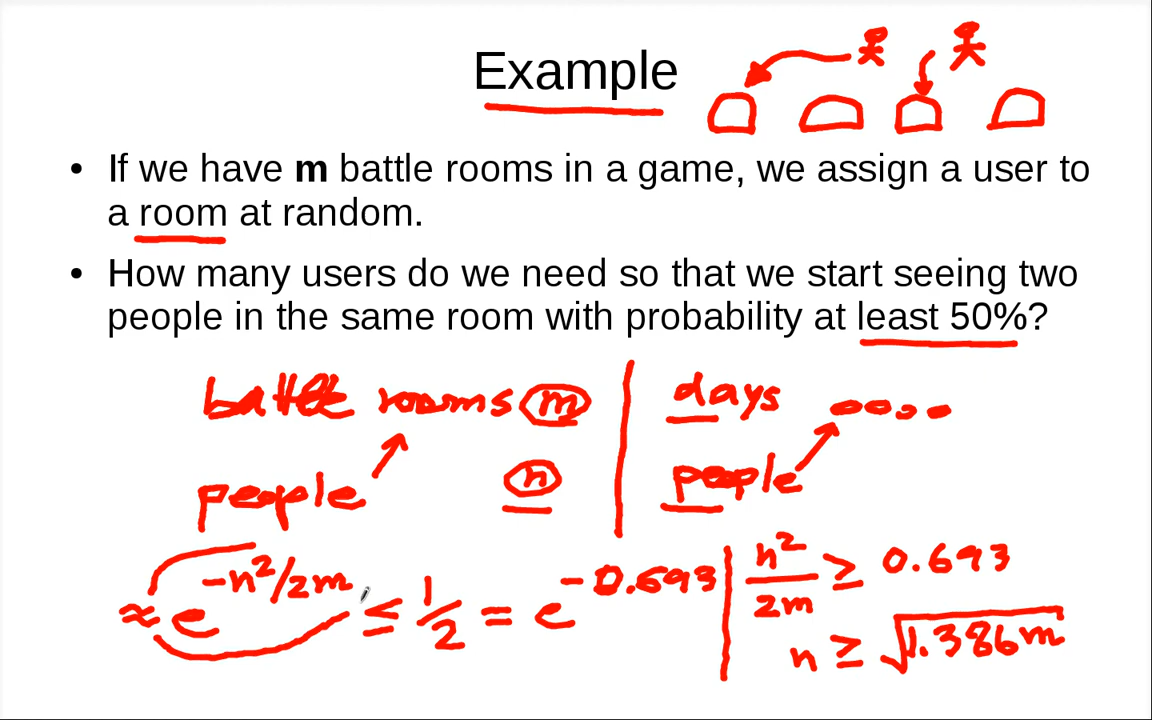 Example
• If we have m battle rooms in a game, we assign a user to
a room at random.
• How many users do we need so that we start seeing two
people in the same room with probability at least 50%?
battle rooms m | days
people n | people
≈ e^{-n²/2m} ≤ 1/2 = e^{-0.693} | n²/2m ≥ 0.693
n ≥ √1.386m